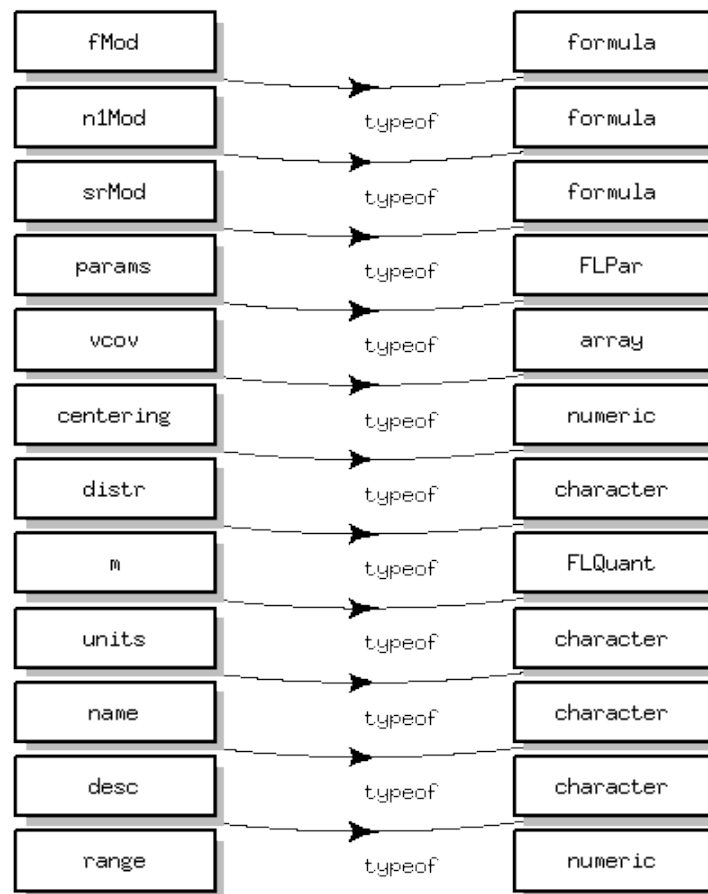 fMod formula
typeof
n1Mod formula
typeof
srMod formula
typeof
params FLPar
typeof
vcov array
typeof
centering numeric
typeof
distr character
typeof
m FLQuant
typeof
units character
typeof
name character
typeof
desc character
typeof
range numeric